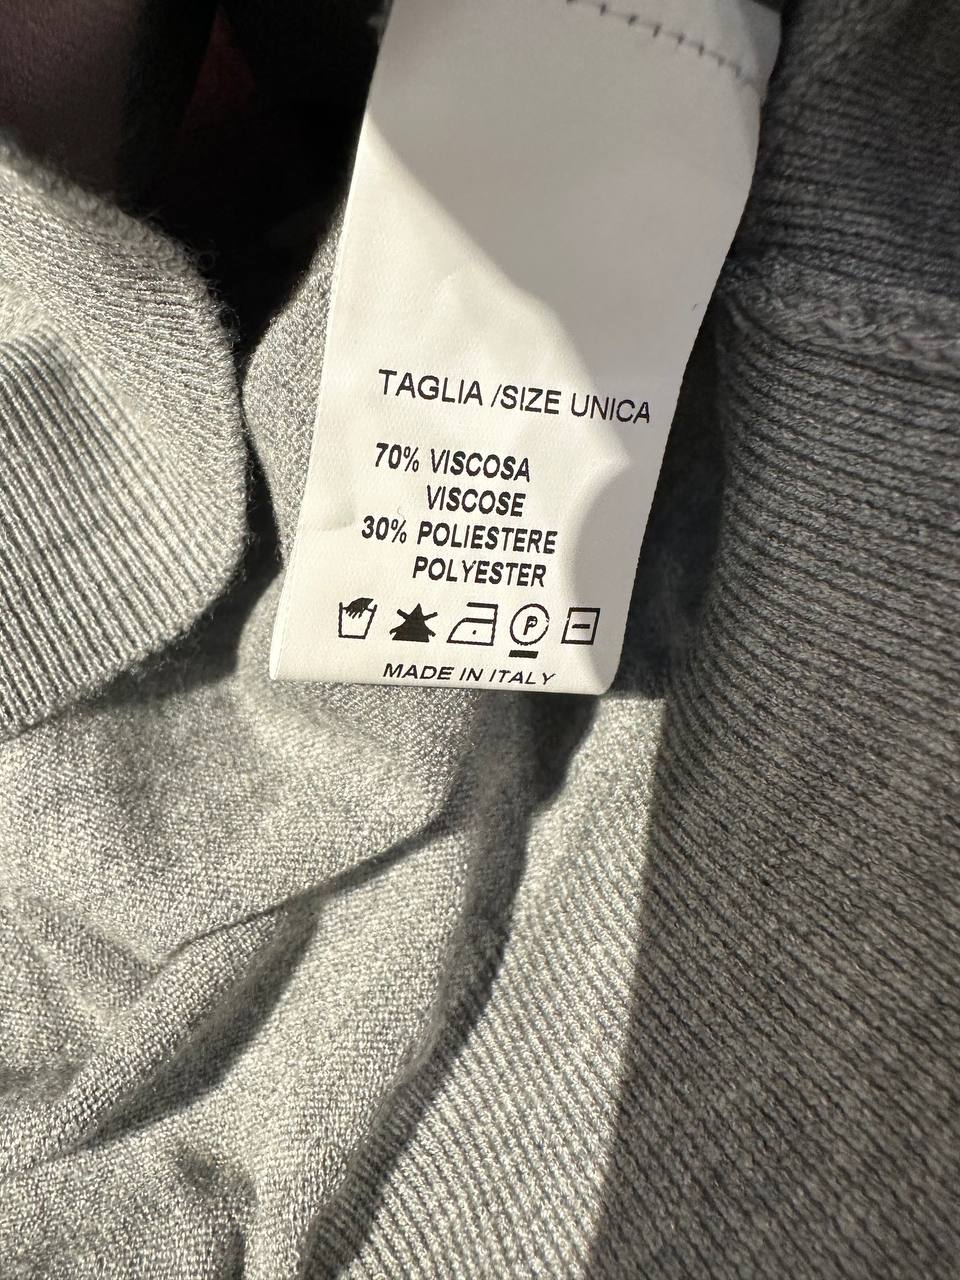 TAGLIA /SIZE UNICA
70% VISCOSA
VISCOSE
30% POLIESTERE
POLYESTER
P
MADE IN ITALY